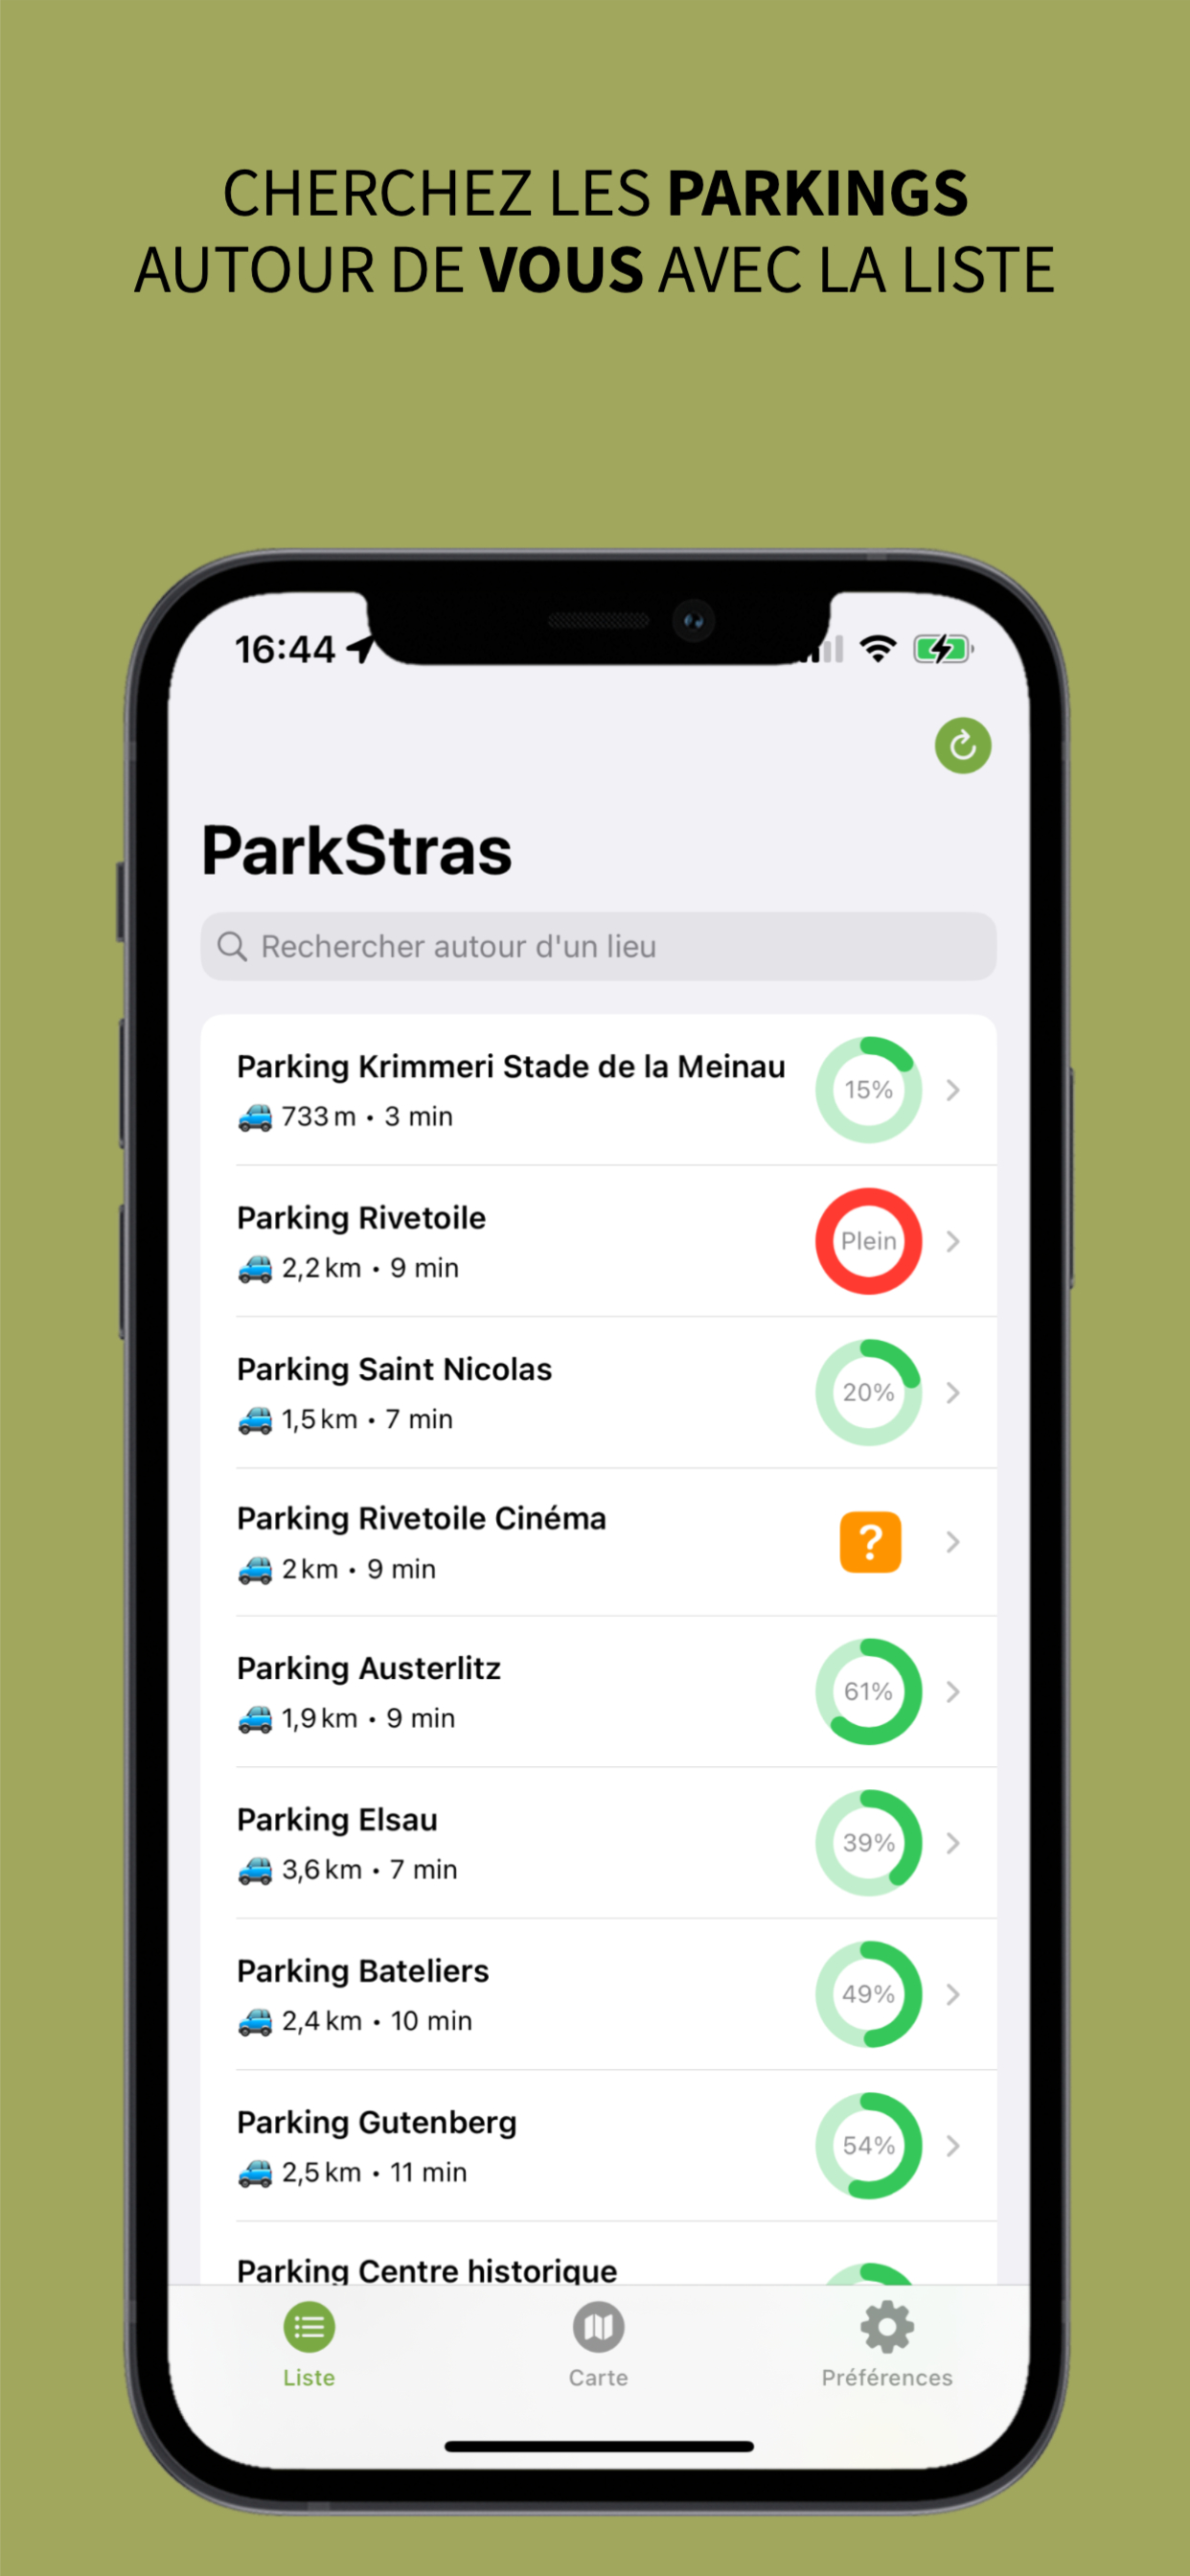 CHERCHEZ LES PARKINGS
AUTOUR DE VOUS AVEC LA LISTE
16:44
ParkStras
Rechercher autour d'un lieu
Parking Krimmeri Stade de la Meinau
733 m • 3 min
15%
Parking Rivetoile
2,2 km • 9 min
Plein
Parking Saint Nicolas
1,5 km • 7 min
20%
Parking Rivetoile Cinéma
2 km • 9 min
?
Parking Austerlitz
1,9 km • 9 min
61%
Parking Elsau
3,6 km • 7 min
39%
Parking Bateliers
2,4 km • 10 min
49%
Parking Gutenberg
2,5 km • 11 min
54%
Parking Centre historique
Liste
Carte
Préférences